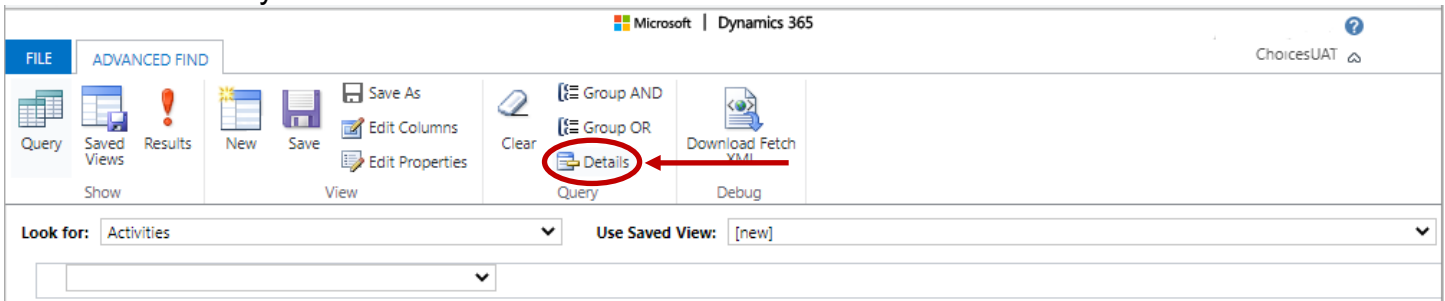 Microsoft | Dynamics 365
FILE ADVANCED FIND ChoicesUAT
Query Saved Views Results New Save Save As Edit Columns Edit Properties Clear Group AND Group OR Details Download Fetch XML
Show View Query Debug
Look for: Activities Use Saved View: [new]